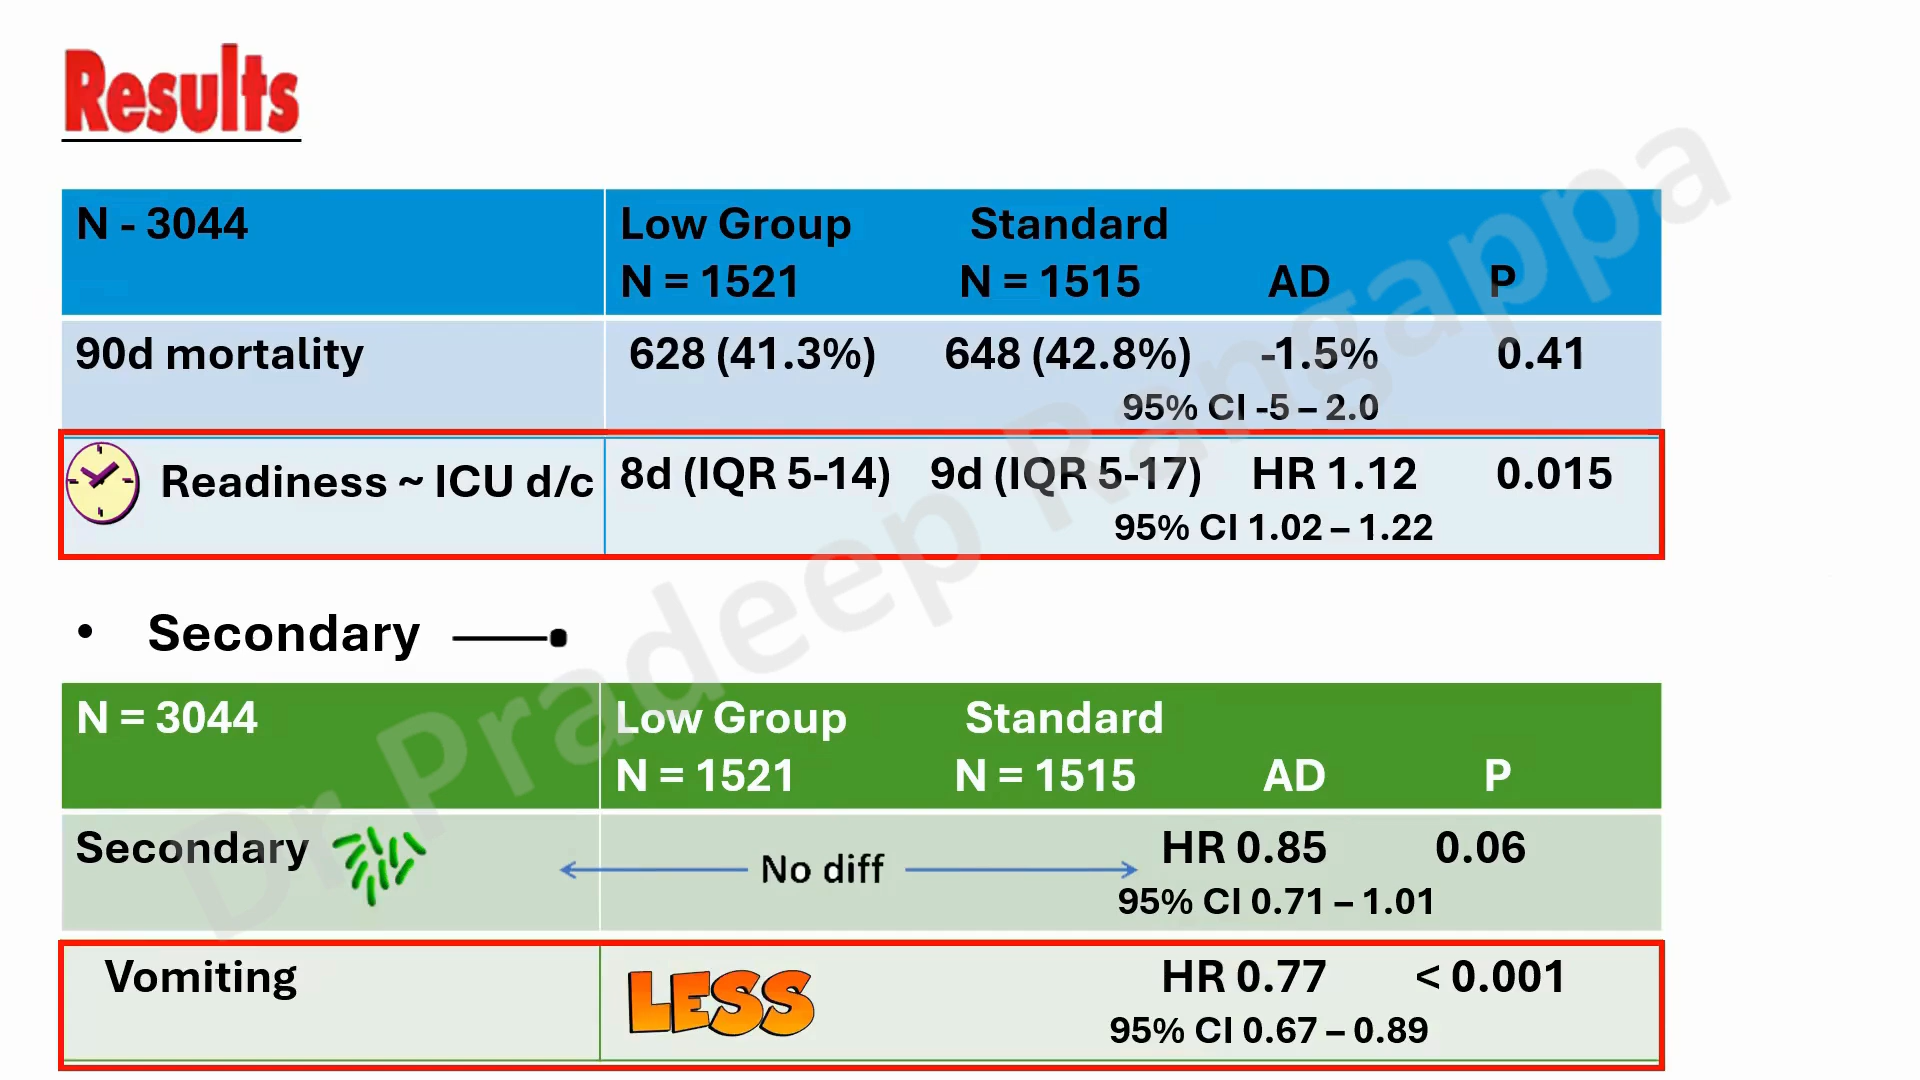 Results
N - 3044
Low Group Standard
N = 1521 N = 1515 AD P
90d mortality 628 (41.3%) 648 (42.8%) -1.5% 0.41
95% CI -5 – 2.0
Readiness ~ ICU d/c 8d (IQR 5-14) 9d (IQR 5-17) HR 1.12 0.015
95% CI 1.02 – 1.22
• Secondary
N = 3044
Low Group Standard
N = 1521 N = 1515 AD P
Secondary No diff HR 0.85 0.06
95% CI 0.71 – 1.01
Vomiting LESS HR 0.77 < 0.001
95% CI 0.67 – 0.89
Dr Pradeep Rangappa